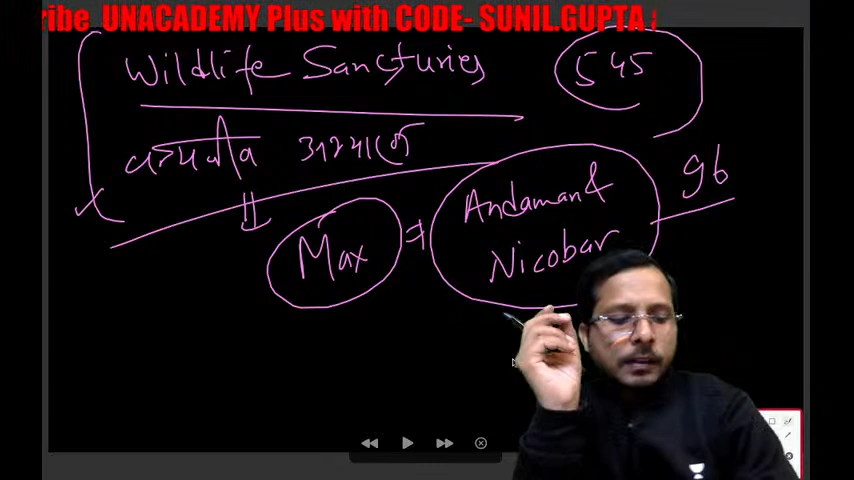 ribe UNACADEMY Plus with CODE- SUNIL.GUPTA
Wildlife Sancturies 545
वन्यजीव अभयारण्य
Max ⇒ Andaman & 96
Nicobar